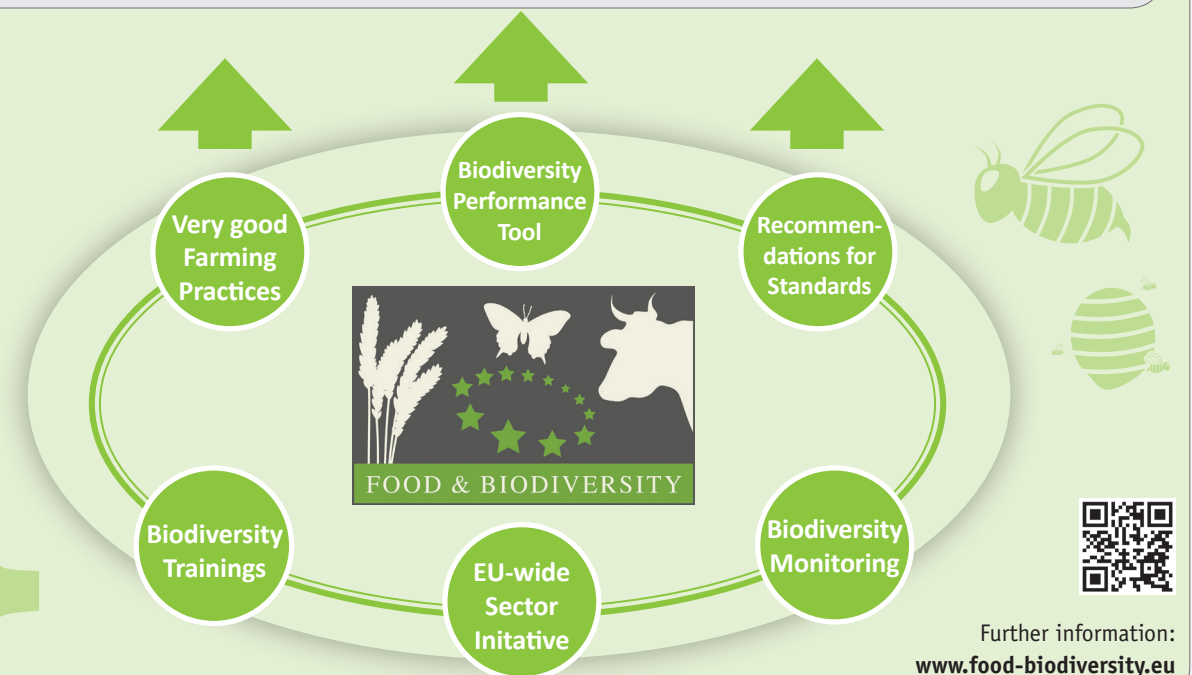 Biodiversity
Performance
Tool
Very good
Farming
Practices
Recommen-
dations for
Standards
FOOD & BIODIVERSITY
Biodiversity
Trainings
EU-wide
Sector
Initative
Biodiversity
Monitoring
Further information:
www.food-biodiversity.eu